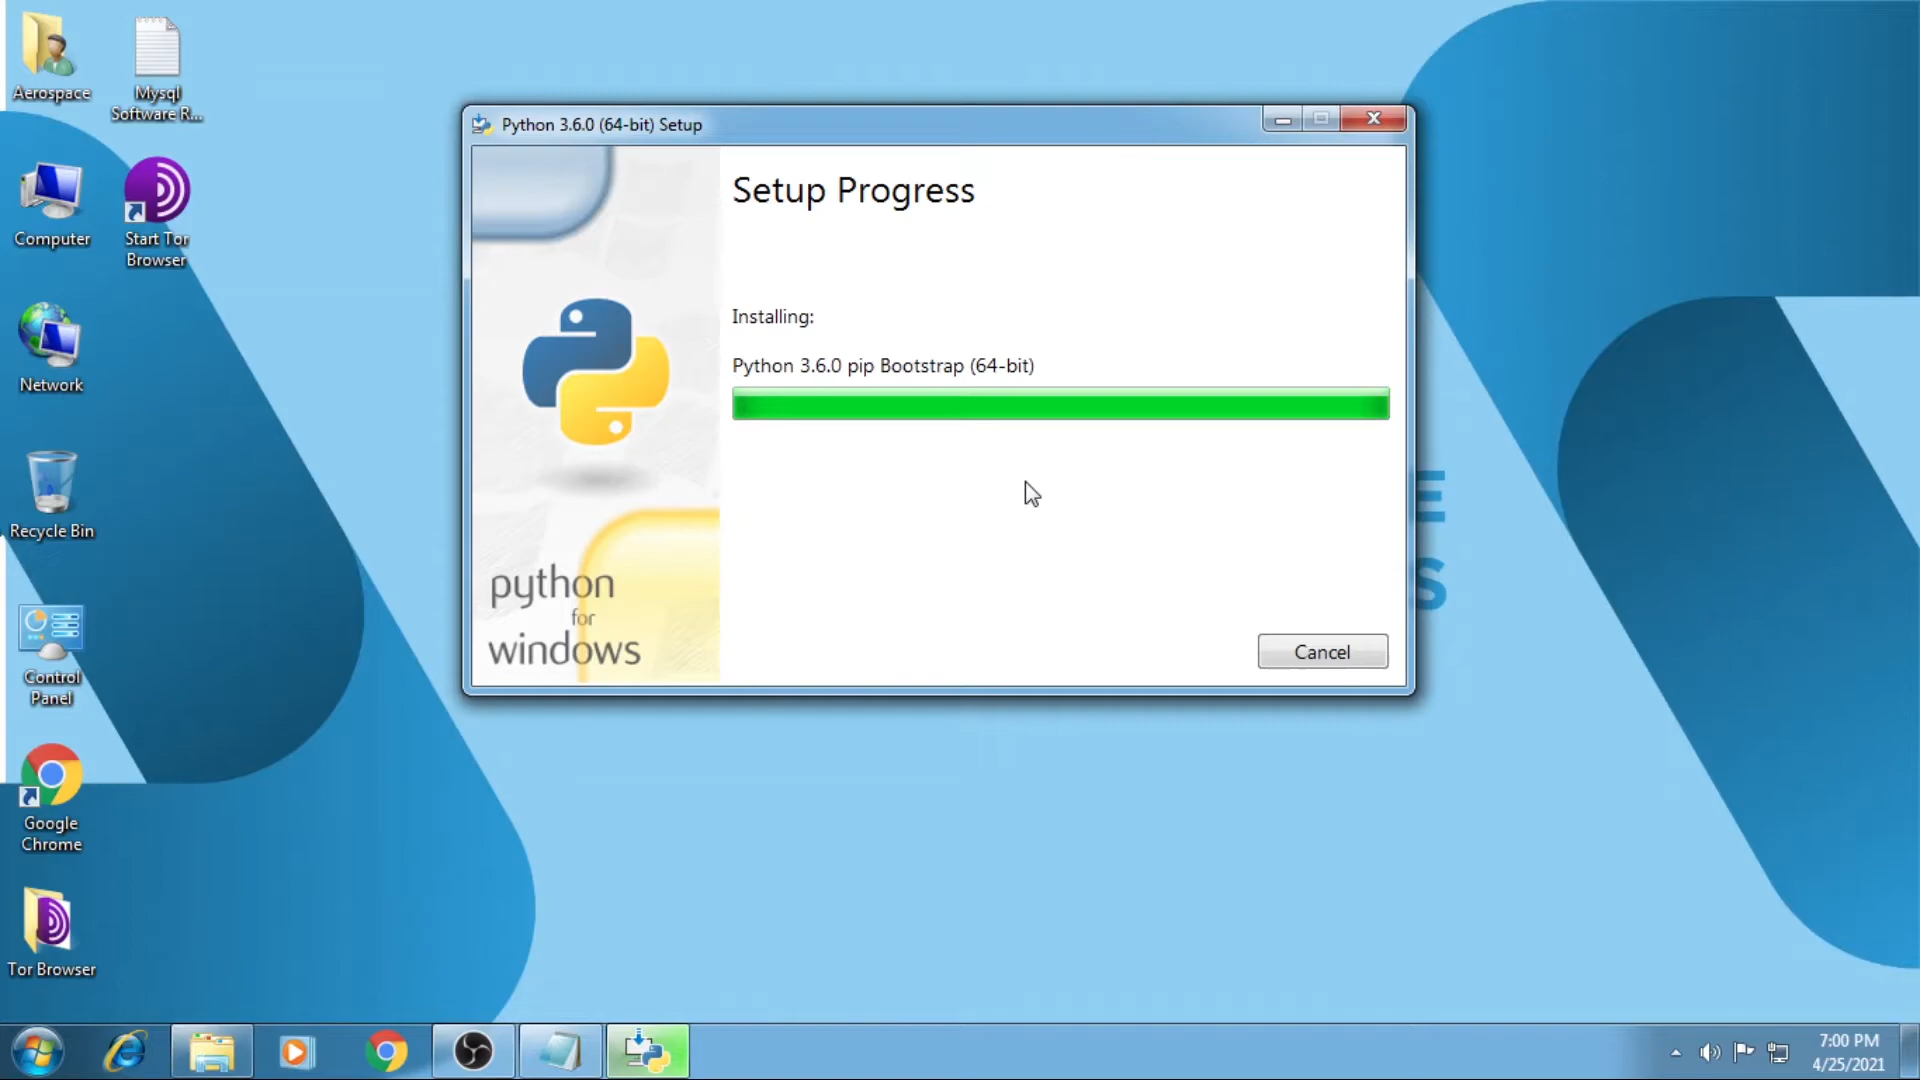 Aerospace
Mysql
Software R...
Computer
Start Tor
Browser
Network
Recycle Bin
Control
Panel
Google
Chrome
Tor Browser
Python 3.6.0 (64-bit) Setup
Setup Progress
Installing:
Python 3.6.0 pip Bootstrap (64-bit)
python
for
windows
Cancel
E
S
7:00 PM
4/25/2021